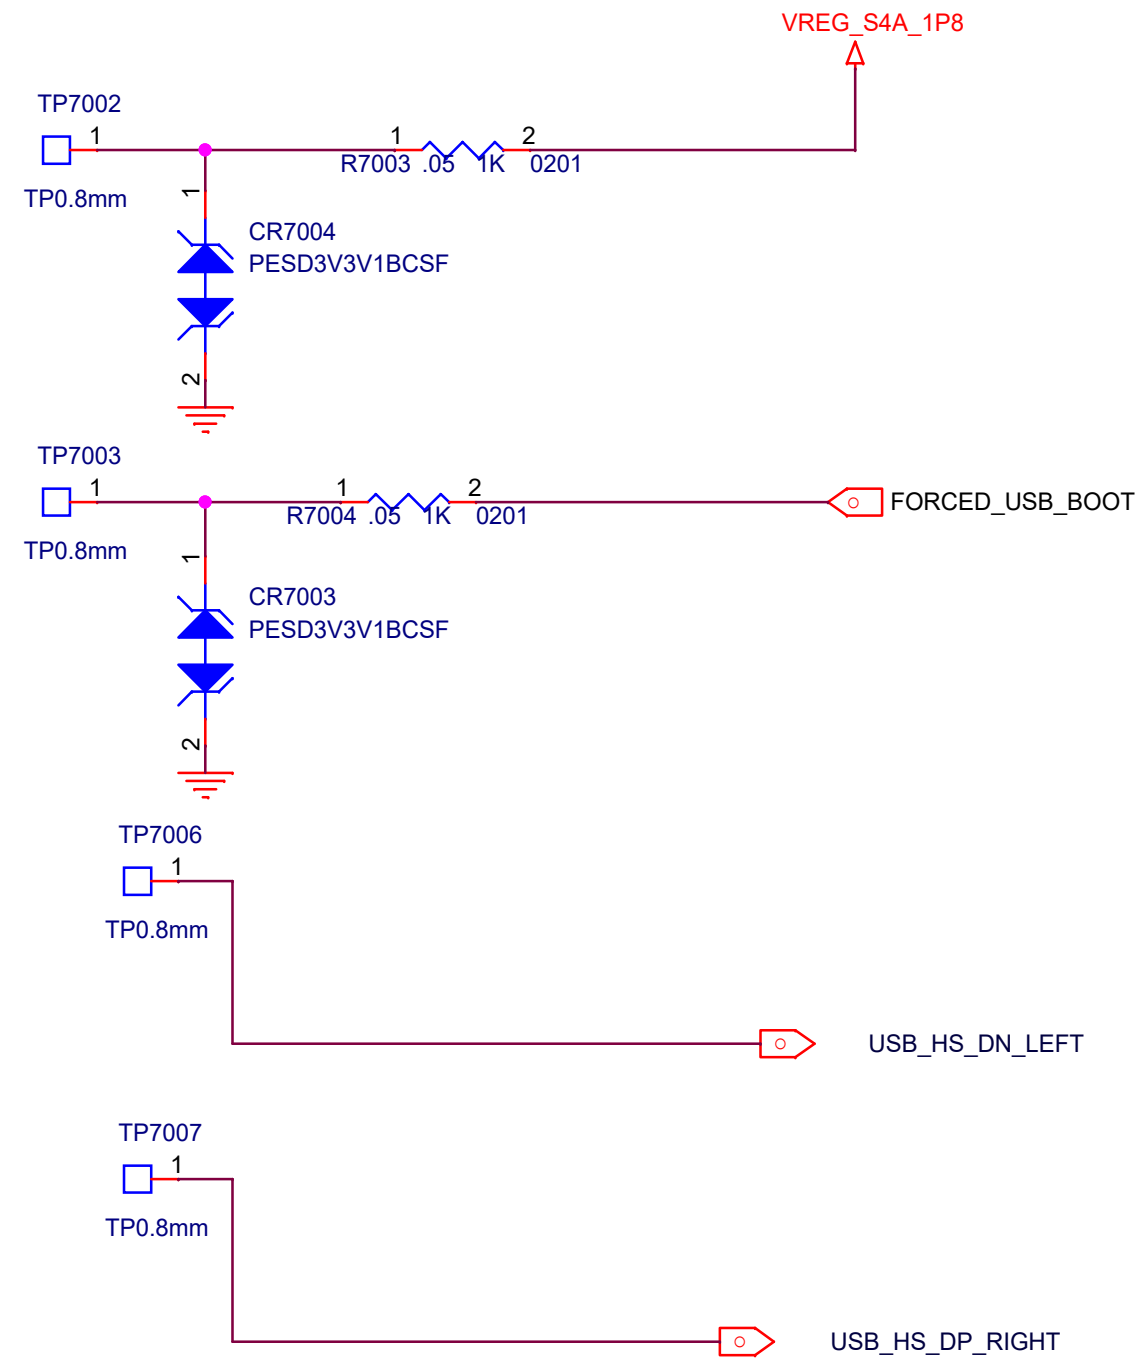 VREG_S4A_1P8
TP7002
1
1
2
R7003 .05 1K 0201
TP0.8mm
1
CR7004
PESD3V3V1BCSF
2
TP7003
1
1
2
FORCED_USB_BOOT
R7004 .05 1K 0201
TP0.8mm
1
CR7003
PESD3V3V1BCSF
2
TP7006
1
TP0.8mm
USB_HS_DN_LEFT
TP7007
1
TP0.8mm
USB_HS_DP_RIGHT